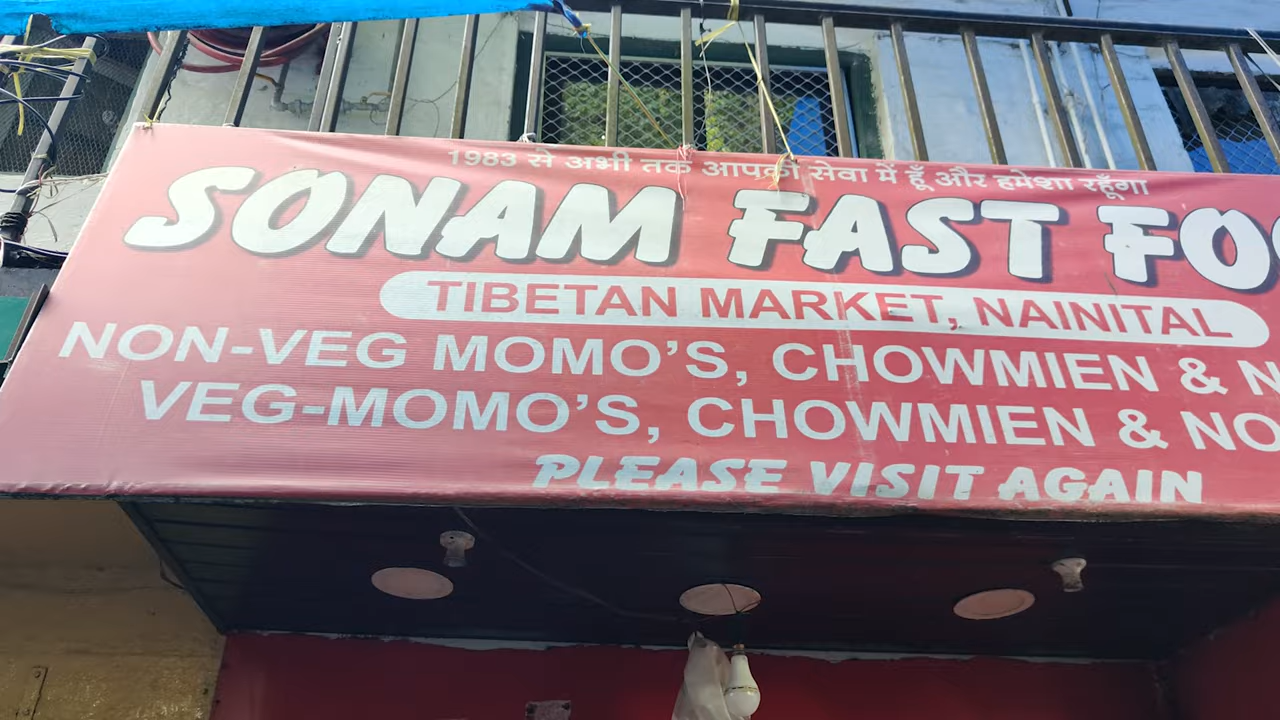 1983 से अभी तक आपकी सेवा में हूँ और हमेशा रहूँगा
SONAM FAST
TIBETAN MARKET, NAINITAL
NON-VEG MOMO'S, CHOWMIEN &
VEG-MOMO'S, CHOWMIEN &
PLEASE VISIT AGAIN